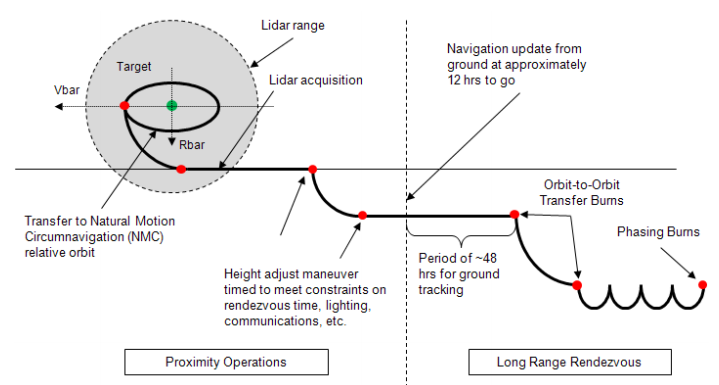 Lidar range
Navigation update from
ground at approximately
12 hrs to go
Target
Lidar acquisition
Vbar
Rbar
Orbit-to-Orbit
Transfer Burns
Transfer to Natural Motion
Circumnavigation (NMC)
relative orbit
Phasing Burns
Height adjust maneuver
timed to meet constraints on
rendezvous time, lighting,
communications, etc.
Period of ~48
hrs for ground
tracking
Proximity Operations
Long Range Rendezvous